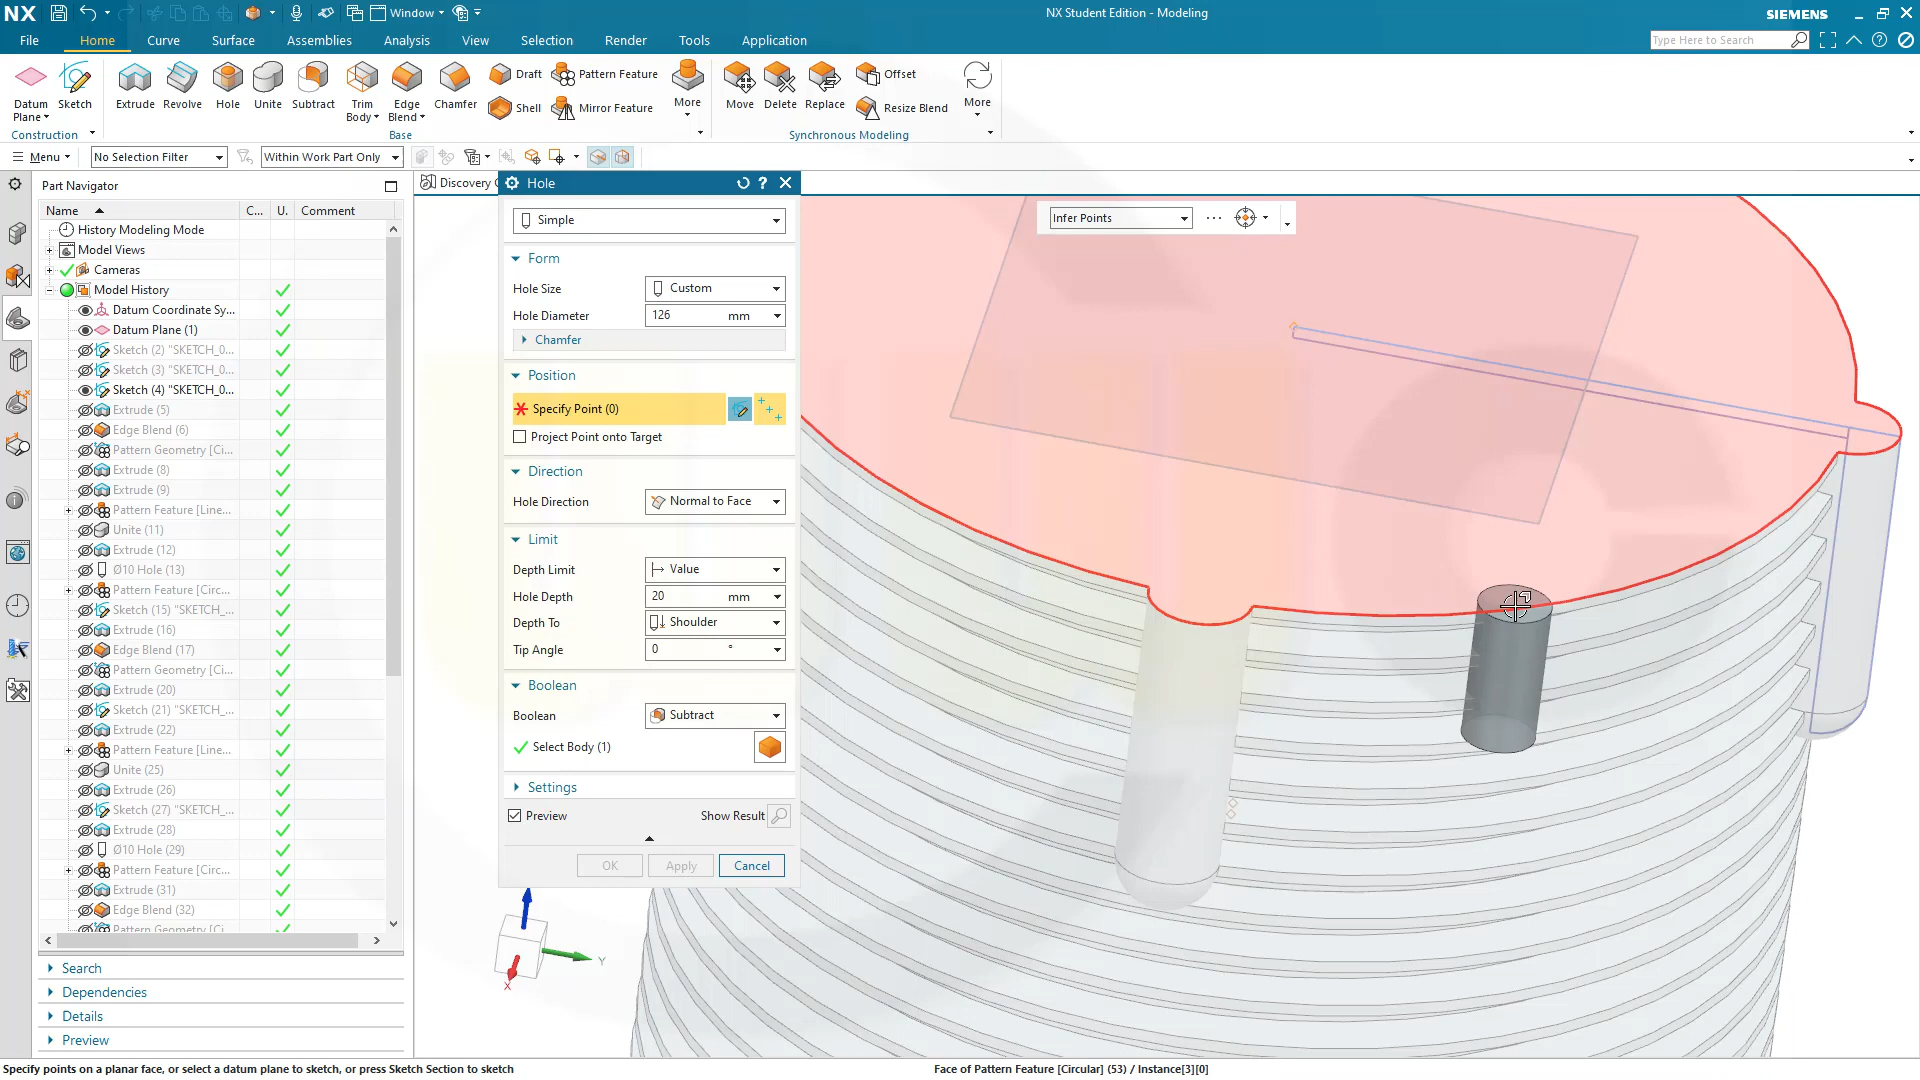 NX
Window
NX Student Edition - Modeling
SIEMENS
File
Home
Curve
Surface
Assemblies
Analysis
View
Selection
Render
Tools
Application
Type Here to Search
Datum Plane
Sketch
Extrude
Revolve
Hole
Unite
Subtract
Trim Body
Edge Blend
Chamfer
Draft
Shell
Pattern Feature
Mirror Feature
More
Move
Delete
Replace
Offset
Resize Blend
More
Construction
Base
Synchronous Modeling
Menu
No Selection Filter
Within Work Part Only
Part Navigator
Name
C...
U.
Comment
History Modeling Mode
Model Views
Cameras
Model History
Datum Coordinate Sy...
Datum Plane (1)
Sketch (2) "SKETCH_0...
Sketch (3) "SKETCH_0...
Sketch (4) "SKETCH_0...
Extrude (5)
Edge Blend (6)
Pattern Geometry [Ci...
Extrude (8)
Extrude (9)
Pattern Feature [Line...
Unite (11)
Extrude (12)
Ø10 Hole (13)
Pattern Feature [Circ...
Sketch (15) "SKETCH_...
Extrude (16)
Edge Blend (17)
Pattern Geometry [Ci...
Extrude (20)
Sketch (21) "SKETCH_...
Extrude (22)
Pattern Feature [Line...
Unite (25)
Extrude (26)
Sketch (27) "SKETCH_...
Extrude (28)
Ø10 Hole (29)
Pattern Feature [Circ...
Extrude (31)
Edge Blend (32)
Pattern Geometry [Ci...
Search
Dependencies
Details
Preview
Discovery
Hole
Simple
Form
Hole Size
Custom
Hole Diameter
126 mm
Chamfer
Position
Specify Point (0)
Project Point onto Target
Direction
Hole Direction
Normal to Face
Limit
Depth Limit
Value
Hole Depth
20 mm
Depth To
Shoulder
Tip Angle
0 °
Boolean
Boolean
Subtract
Select Body (1)
Settings
Preview
Show Result
OK
Apply
Cancel
Infer Points
Y
X
Specify points on a planar face, or select a datum plane to sketch, or press Sketch Section to sketch
Face of Pattern Feature [Circular] (53) / Instance[3][0]